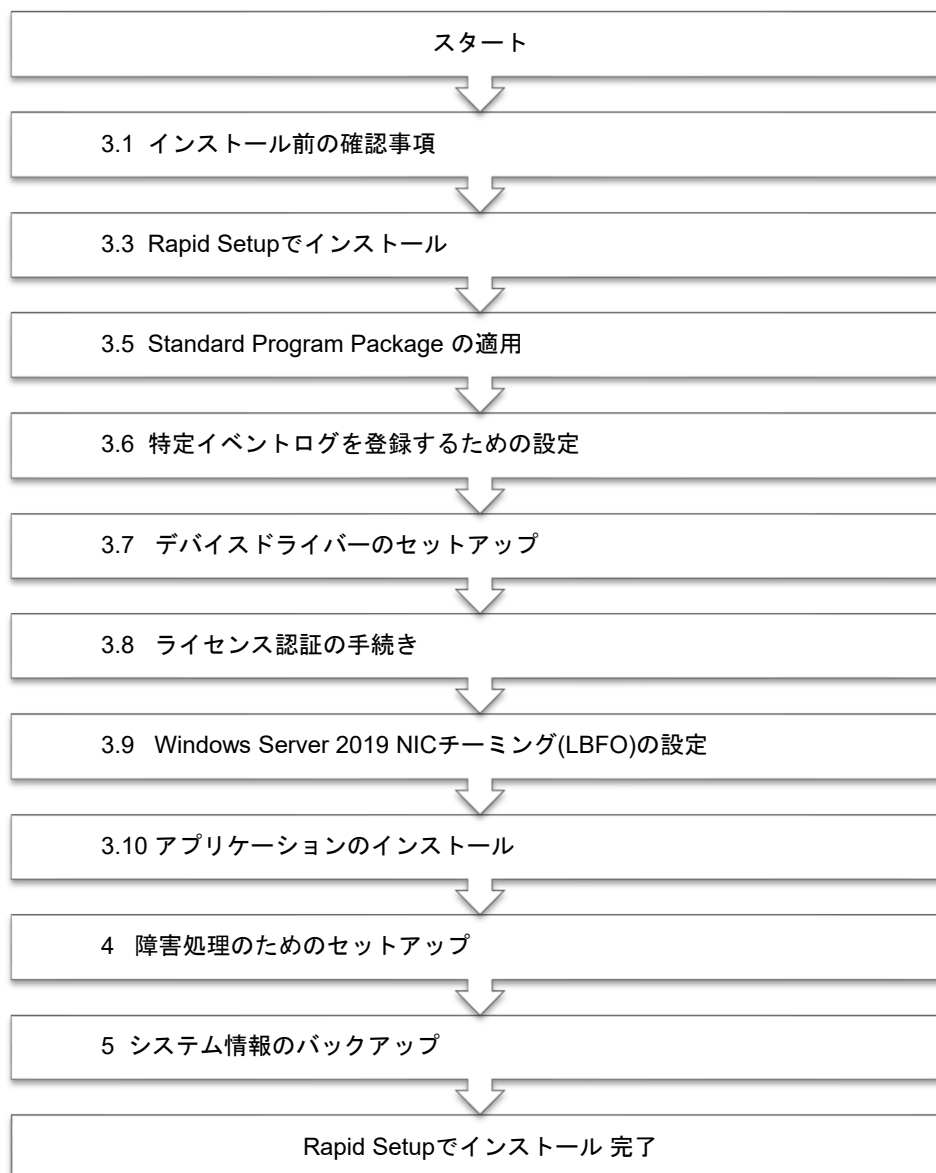 スタート
3.1 インストール前の確認事項
3.3 Rapid Setupでインストール
3.5 Standard Program Package の適用
3.6 特定イベントログを登録するための設定
3.7 デバイスドライバーのセットアップ
3.8 ライセンス認証の手続き
3.9 Windows Server 2019 NICチーミング(LBFO)の設定
3.10 アプリケーションのインストール
4 障害処理のためのセットアップ
5 システム情報のバックアップ
Rapid Setupでインストール 完了